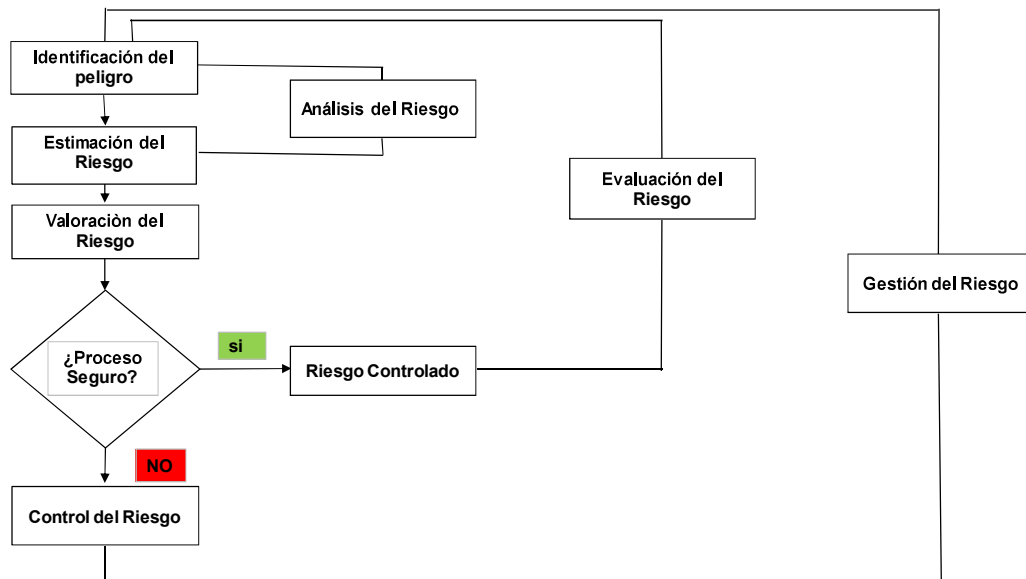 Identificación del
peligro
Análisis del Riesgo
Estimación del
Riesgo
Evaluación del
Riesgo
Valoraciòn del
Riesgo
Gestión del Riesgo
¿Proceso
Seguro?
si
Riesgo Controlado
NO
Control del Riesgo